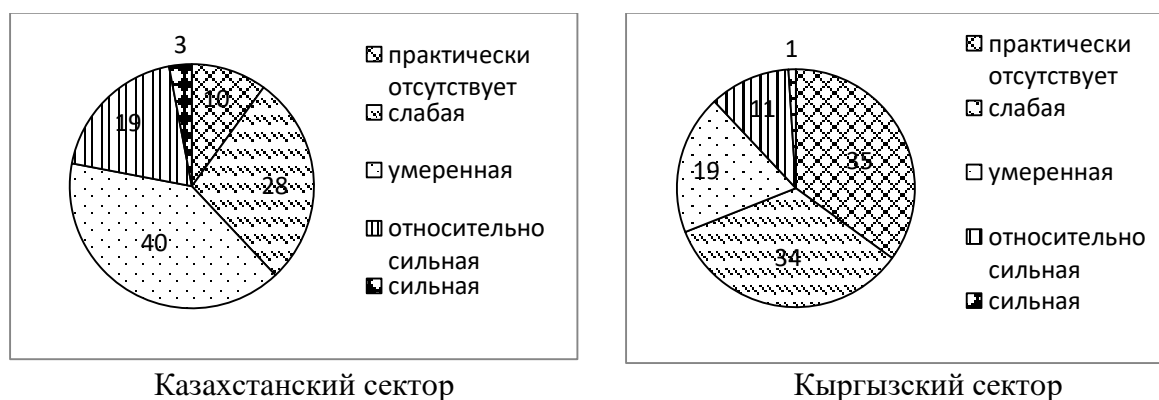 3
10
28
40
19
практически
отсутствует
слабая
умеренная
относительно
сильная
сильная
Казахстанский сектор
1
35
34
19
11
практически
отсутствует
слабая
умеренная
относительно
сильная
сильная
Кыргызский сектор